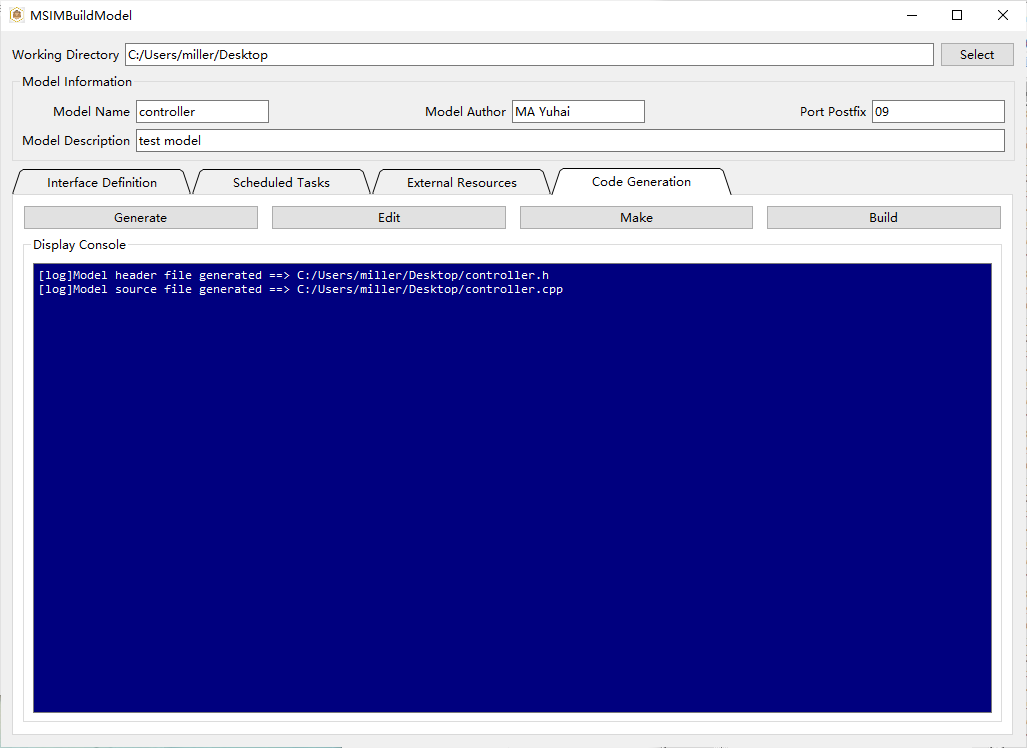 MSIMBuildModel
Working Directory C:/Users/miller/Desktop Select
Model Information
Model Name controller Model Author MA Yuhai Port Postfix 09
Model Description test model
Interface Definition Scheduled Tasks External Resources Code Generation
Generate Edit Make Build
Display Console
[log]Model header file generated ==> C:/Users/miller/Desktop/controller.h
[log]Model source file generated ==> C:/Users/miller/Desktop/controller.cpp